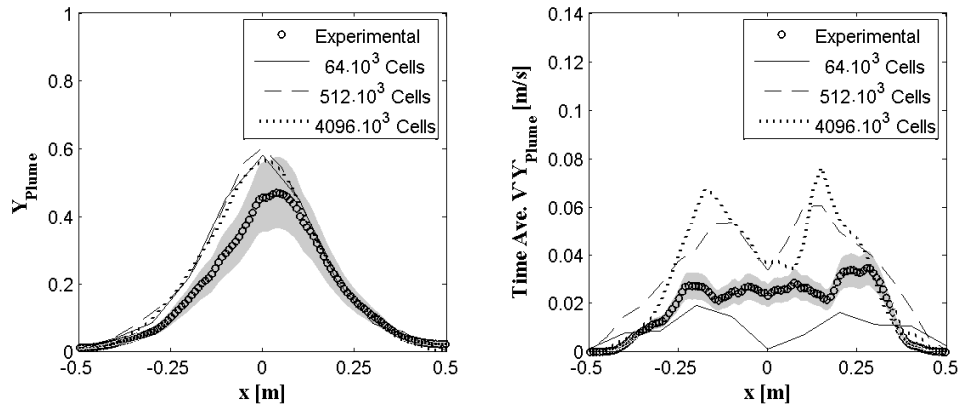 1
0.8
0.6
0.4
0.2
0
-0.5
-0.25
0
0.25
0.5
Y_Plume
x [m]
Experimental
64.10³ Cells
512.10³ Cells
4096.10³ Cells
0.14
0.12
0.10
0.08
0.06
0.04
0.02
0
-0.5
-0.25
0
0.25
0.5
Time Ave. V`Y`_Plume [m/s]
x [m]
Experimental
64.10³ Cells
512.10³ Cells
4096.10³ Cells